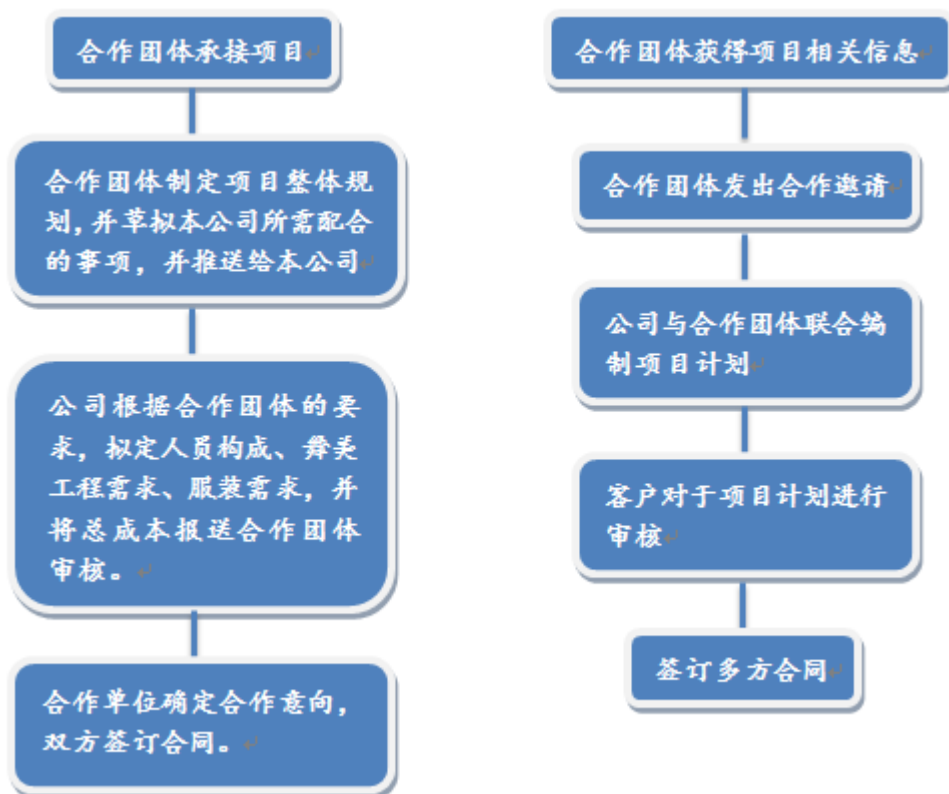 合作团体承接项目
合作团体制定项目整体规
划,并草拟本公司所需配合
的事项，并推送给本公司
公司根据合作团体的要
求，拟定人员构成、舞美
工程需求、服装需求，并
将总成本报送合作团体
审核。
合作单位确定合作意向，
双方签订合同。
合作团体获得项目相关信息
合作团体发出合作邀请
公司与合作团体联合编
制项目计划
客户对于项目计划进行
审核
签订多方合同